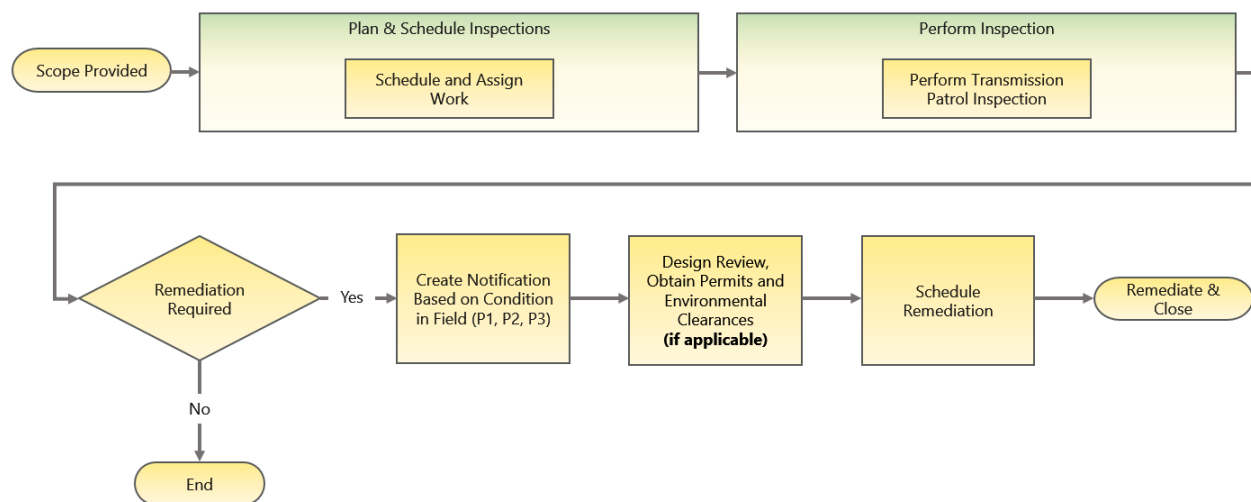 Plan & Schedule Inspections
Perform Inspection
Scope Provided
Schedule and Assign
Work
Perform Transmission
Patrol Inspection
Remediation
Required
Yes
Create Notification
Based on Condition
in Field (P1, P2, P3)
Design Review,
Obtain Permits and
Environmental
Clearances
(if applicable)
Schedule
Remediation
Remediate &
Close
No
End